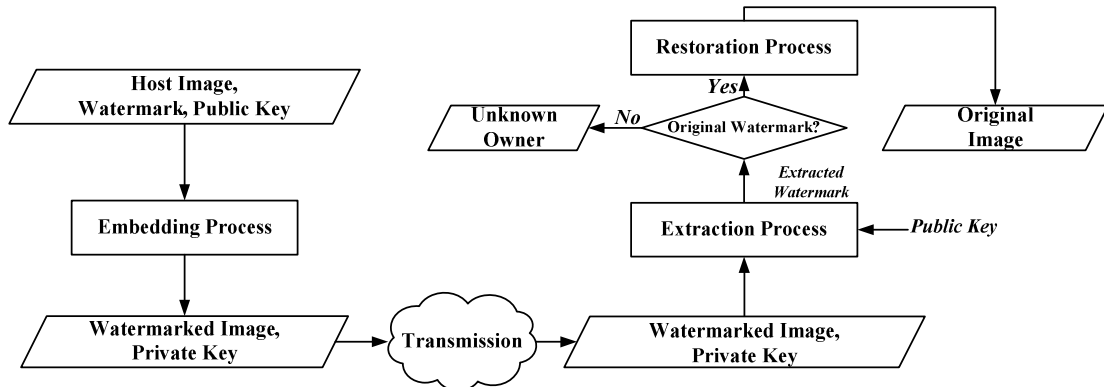 Host Image,
Watermark, Public Key
Embedding Process
Watermarked Image,
Private Key
Transmission
Watermarked Image,
Private Key
Extraction Process
Public Key
Extracted
Watermark
Original Watermark?
No
Unknown
Owner
Yes
Restoration Process
Original
Image